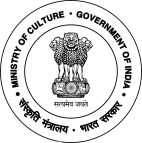 MINISTRY OF CULTURE • GOVERNMENT OF INDIA
सत्यमेव जयते
संस्कृति मंत्रालय • भारत सरकार